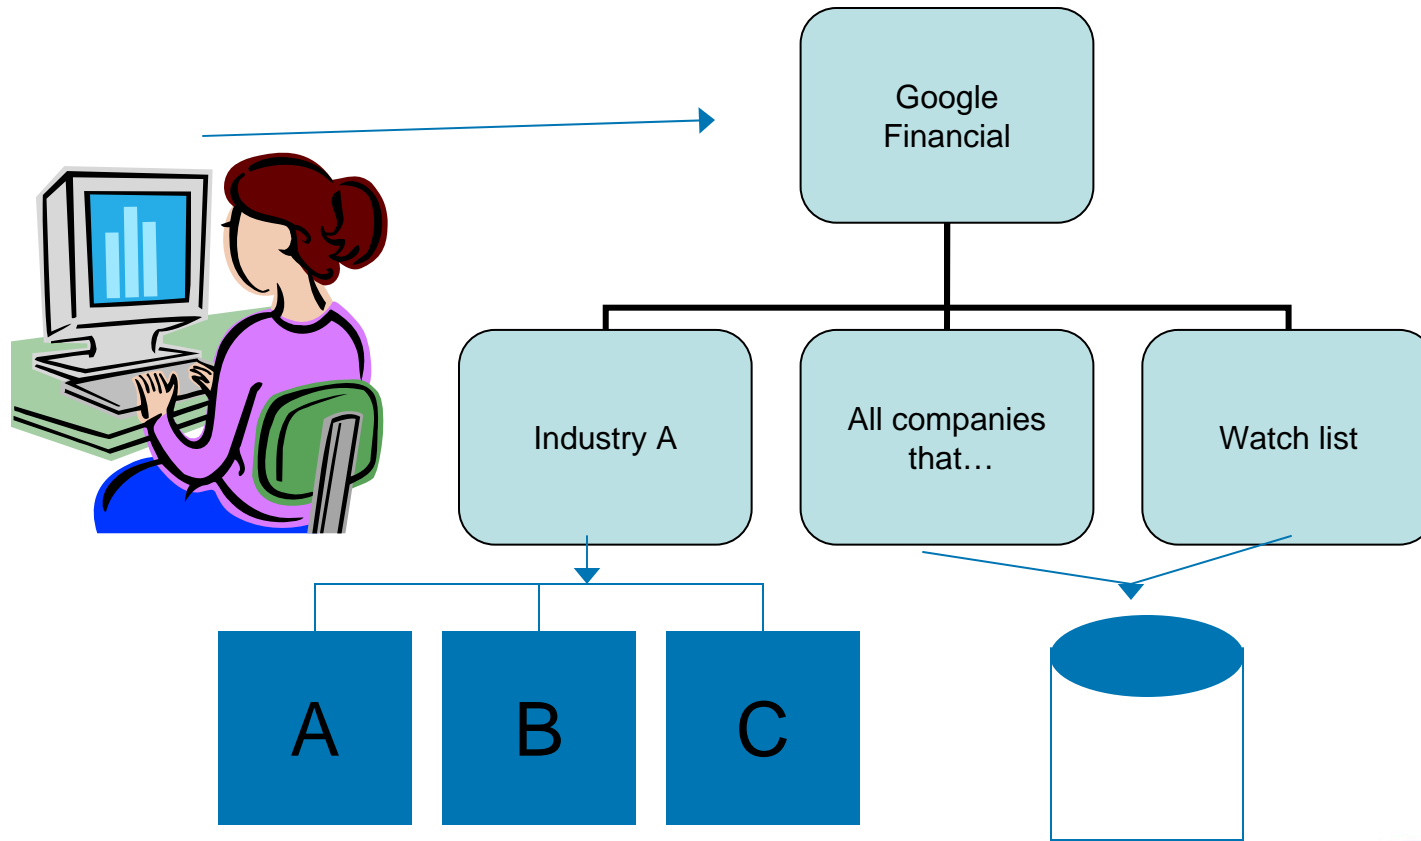 Google
Financial
Industry A
All companies
that…
Watch list
A
B
C